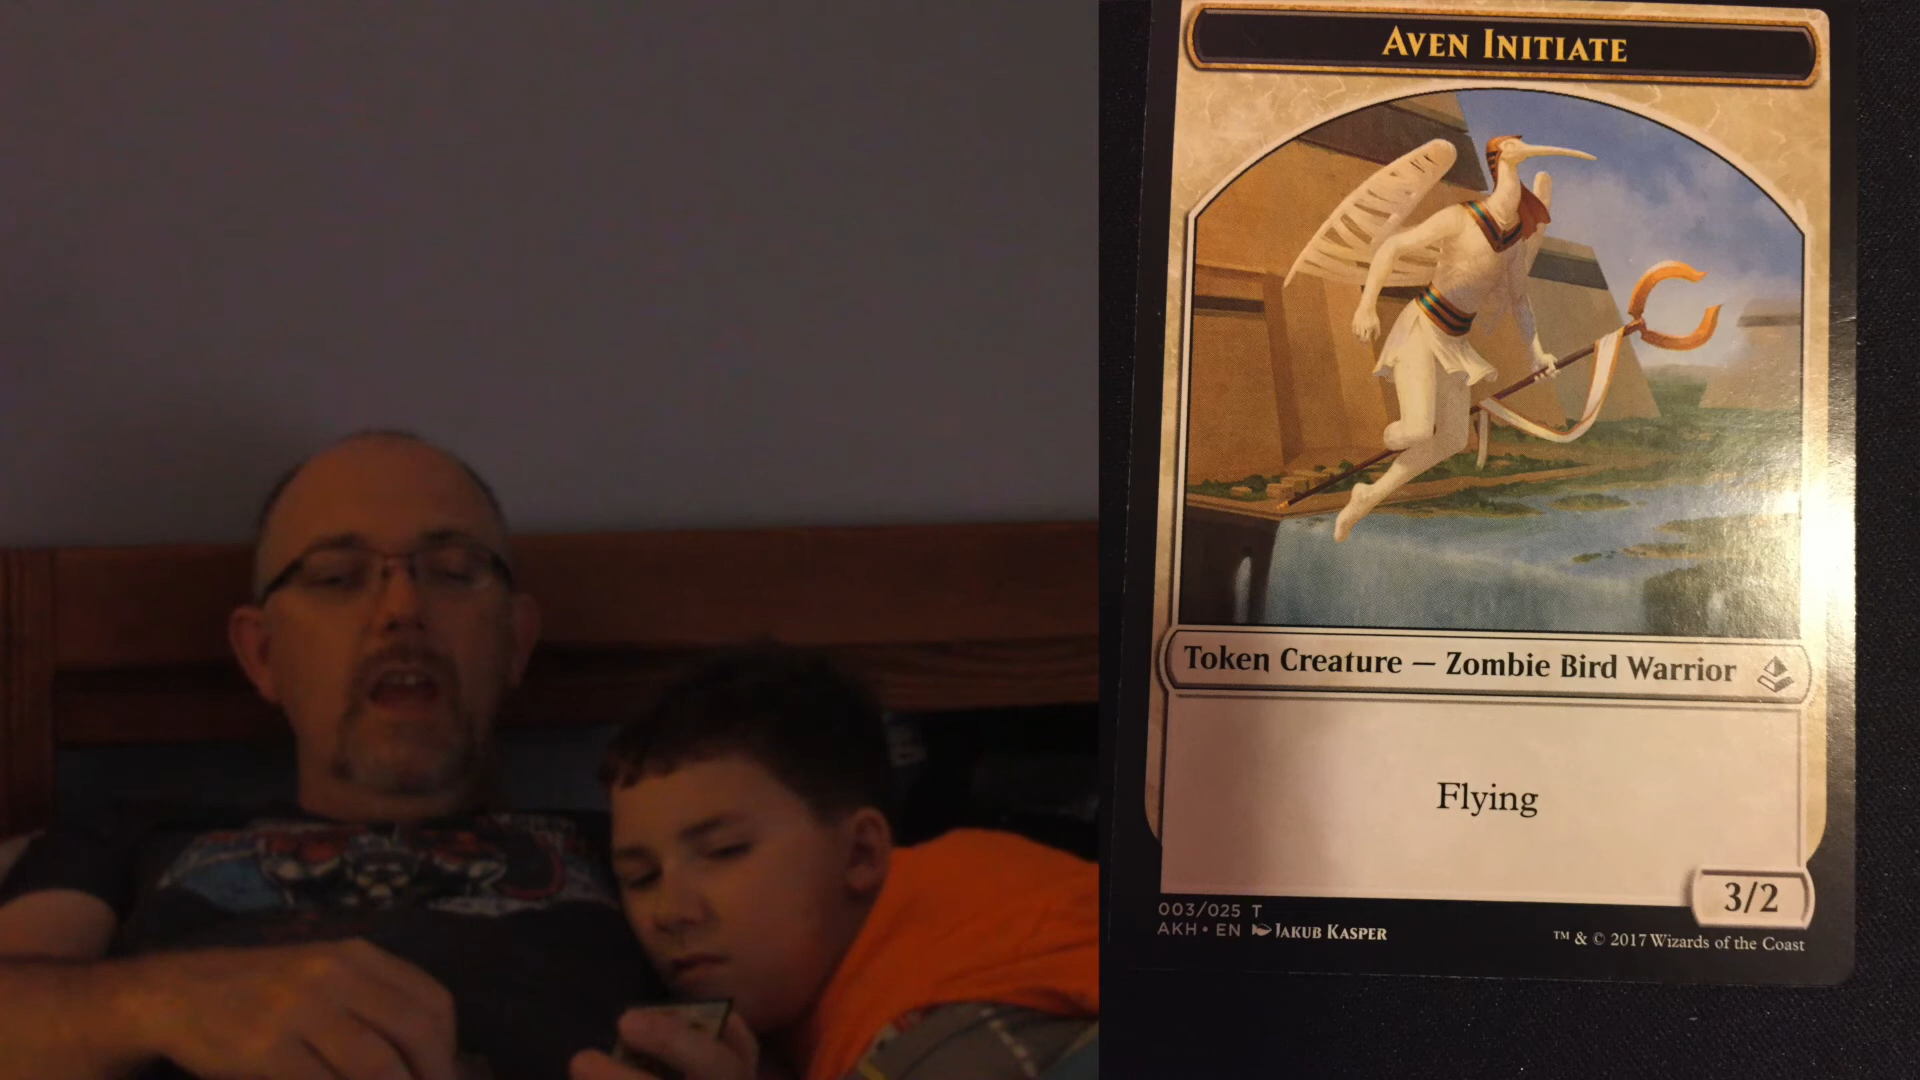 AVEN INITIATE
Token Creature — Zombie Bird Warrior
Flying
3/2
003/025 T
AKH • EN JAKUB KASPER
™ & © 2017 Wizards of the Coast